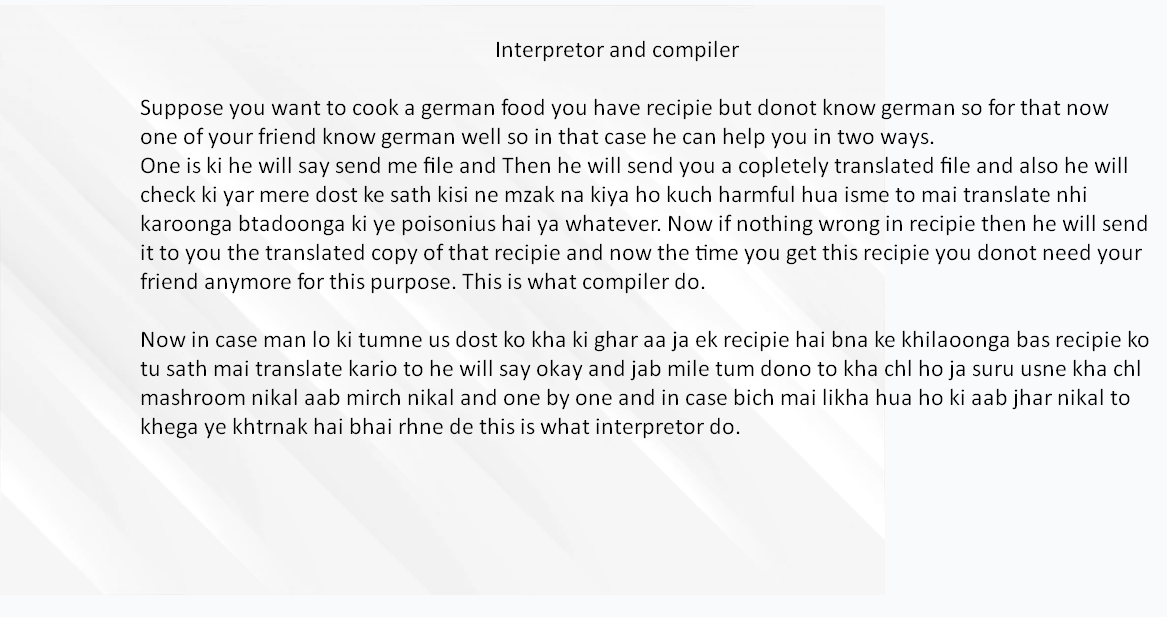 Interpretor and compiler
Suppose you want to cook a german food you have recipie but donot know german so for that now
one of your friend know german well so in that case he can help you in two ways.
One is ki he will say send me file and Then he will send you a copletely translated file and also he will
check ki yar mere dost ke sath kisi ne mzak na kiya ho kuch harmful hua isme to mai translate nhi
karoonga btadoonga ki ye poisonius hai ya whatever. Now if nothing wrong in recipie then he will send
it to you the translated copy of that recipie and now the time you get this recipie you donot need your
friend anymore for this purpose. This is what compiler do.
Now in case man lo ki tumne us dost ko kha ki ghar aa ja ek recipie hai bna ke khilaoonga bas recipie ko
tu sath mai translate kario to he will say okay and jab mile tum dono to kha chl ho ja suru usne kha chl
mashroom nikal aab mirch nikal and one by one and in case bich mai likha hua ho ki aab jhar nikal to
khega ye khtrnak hai bhai rhne de this is what interpretor do.